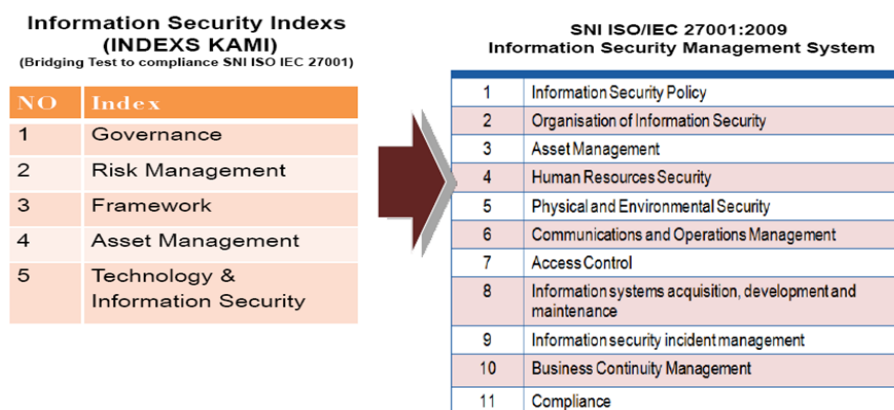 Information Security Indexs
(INDEXS KAMI)
(Bridging Test to compliance SNI ISO IEC 27001)
NO Index
1 Governance
2 Risk Management
3 Framework
4 Asset Management
5 Technology &
Information Security
SNI ISO/IEC 27001:2009
Information Security Management System
1 Information Security Policy
2 Organisation of Information Security
3 Asset Management
4 Human Resources Security
5 Physical and Environmental Security
6 Communications and Operations Management
7 Access Control
8 Information systems acquisition, development and
maintenance
9 Information security incident management
10 Business Continuity Management
11 Compliance